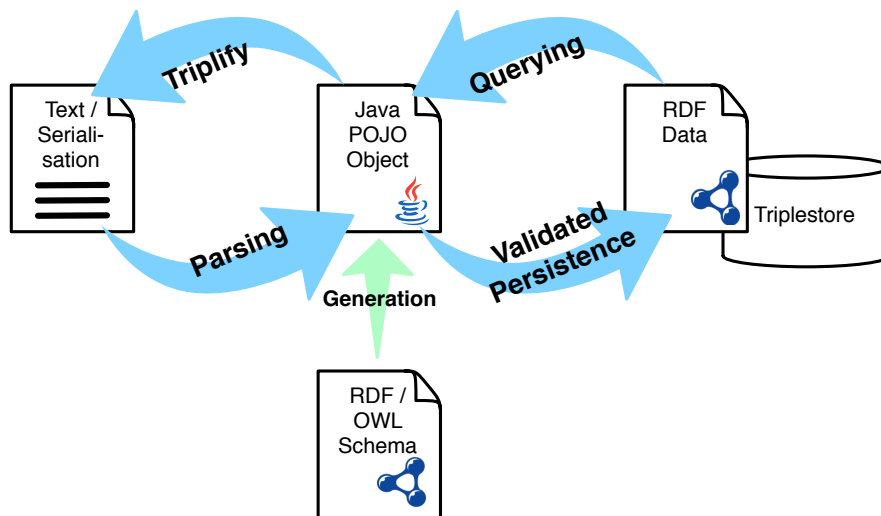 Triplify
Querying
Text /
Seriali-
sation
Java
POJO
Object
RDF
Data
Triplestore
Parsing
Validated
Persistence
Generation
RDF /
OWL
Schema